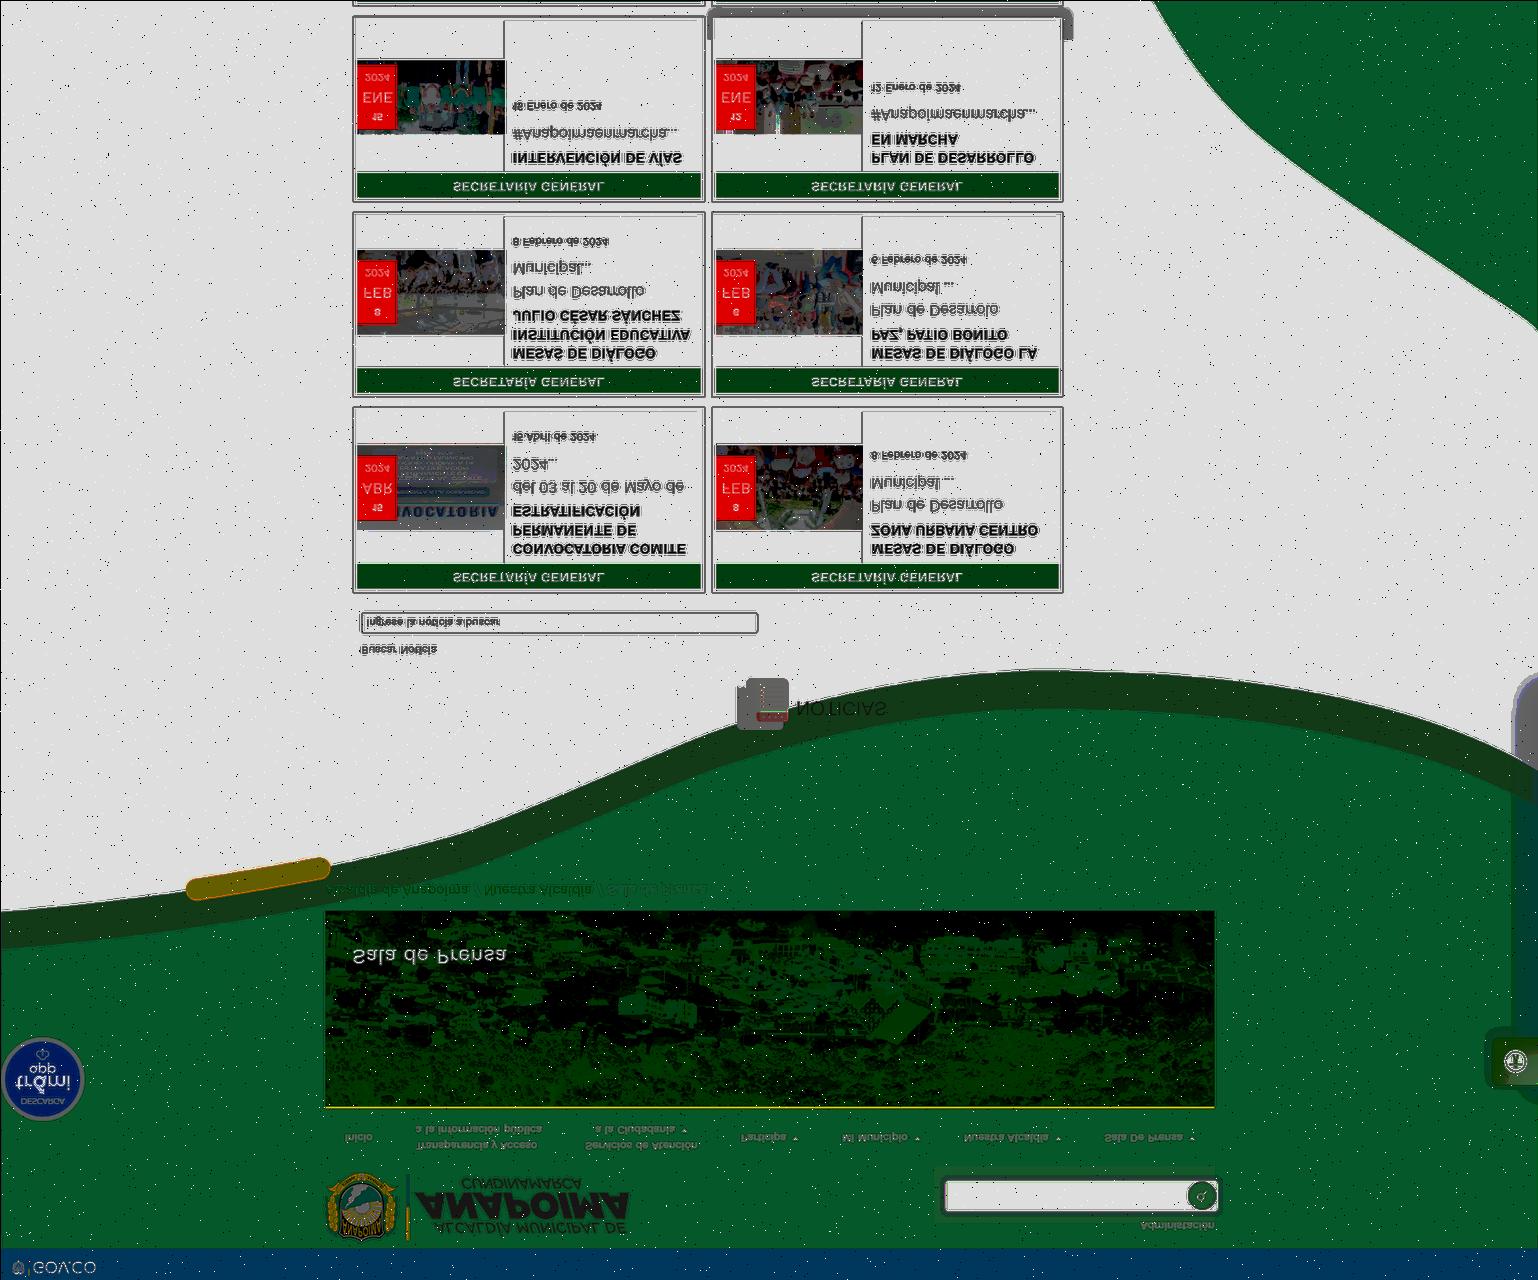 GOV.CO
Administración
ALCALDÍA MUNICIPAL DE
ANAPOIMA
CUNDINAMARCA
ANAPOIMA
Inicio
Transparencia y Acceso
a la información pública
Servicios de Atención
a la Ciudadanía
Participa
Mi Municipio
Nuestra Alcaldía
Sala De Prensa
DESCARGA
trámi
app
Sala de Prensa
Alcaldía de Anapoima / Nuestra Alcaldía / Sala de Prensa
NOTICIAS
Buscar Noticia
Ingrese la noticia a buscar
SECRETARÍA GENERAL
CONVOCATORIA COMITE
PERMANENTE DE
ESTRATIFICACIÓN
del 03 al 20 de Mayo de
2024...
15 Abril de 2024
15
ABR
2024
VOCATORIA
SECRETARÍA GENERAL
MESAS DE DIÁLOGO
ZONA URBANA CENTRO
Plan de Desarrollo
Municipal ...
8 Febrero de 2024
8
FEB
2024
SECRETARÍA GENERAL
MESAS DE DIÁLOGO
INSTITUCIÓN EDUCATIVA
JULIO CÉSAR SÁNCHEZ
Plan de Desarrollo
Municipal...
8 Febrero de 2024
8
FEB
2024
SECRETARÍA GENERAL
MESAS DE DIÁLOGO LA
PAZ, PATIO BONITO
Plan de Desarrolo
Municipal ...
6 Febrero de 2024
6
FEB
2024
SECRETARÍA GENERAL
INTERVENCIÓN DE VÍAS
#Anapoimaenmarcha...
15 Enero de 2024
15
ENE
2024
SECRETARÍA GENERAL
PLAN DE DESARROLLO
EN MARCHA
#Anapoimaenmarcha...
12 Enero de 2024
12
ENE
2024